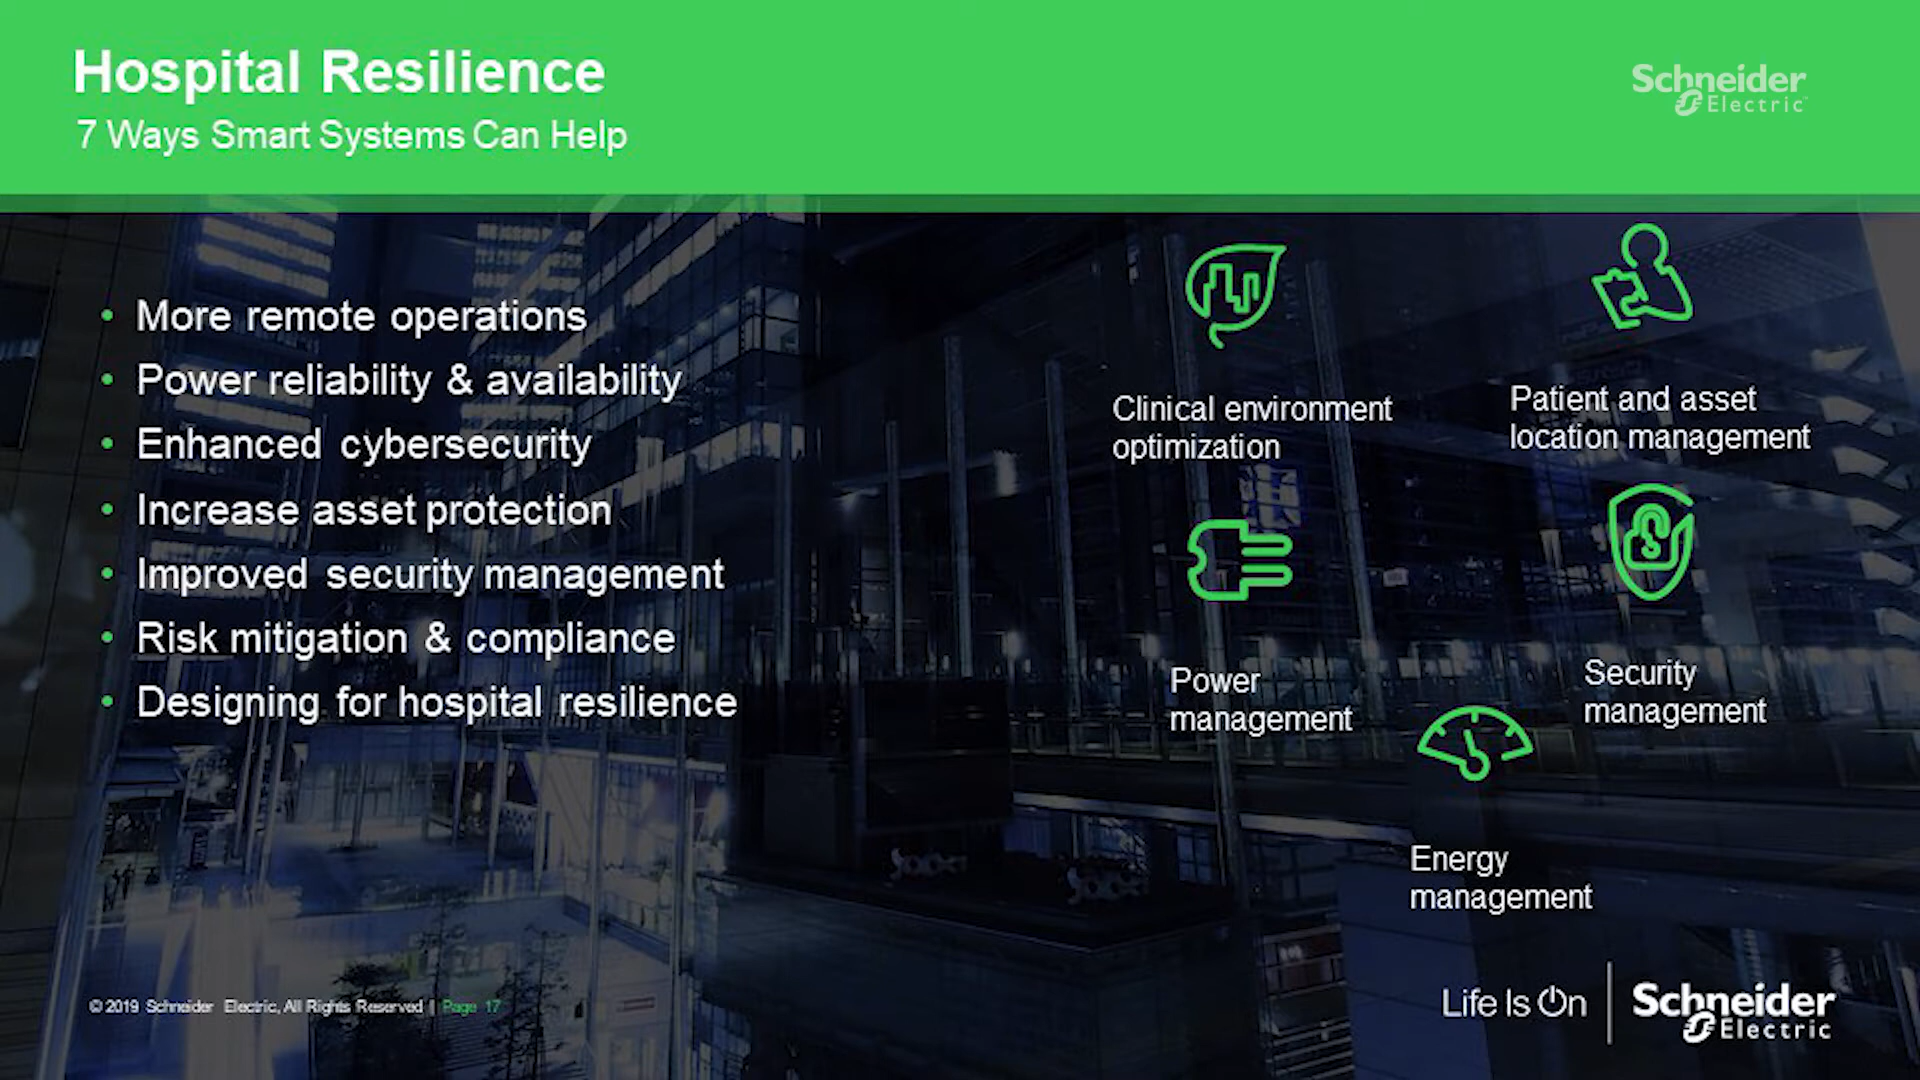 Hospital Resilience
7 Ways Smart Systems Can Help
Schneider
Electric
• More remote operations
• Power reliability & availability
• Enhanced cybersecurity
• Increase asset protection
• Improved security management
• Risk mitigation & compliance
• Designing for hospital resilience
Clinical environment
optimization
Patient and asset
location management
Power
management
Security
management
Energy
management
© 2019 Schneider Electric, All Rights Reserved | Page 17
Life Is On
Schneider
Electric